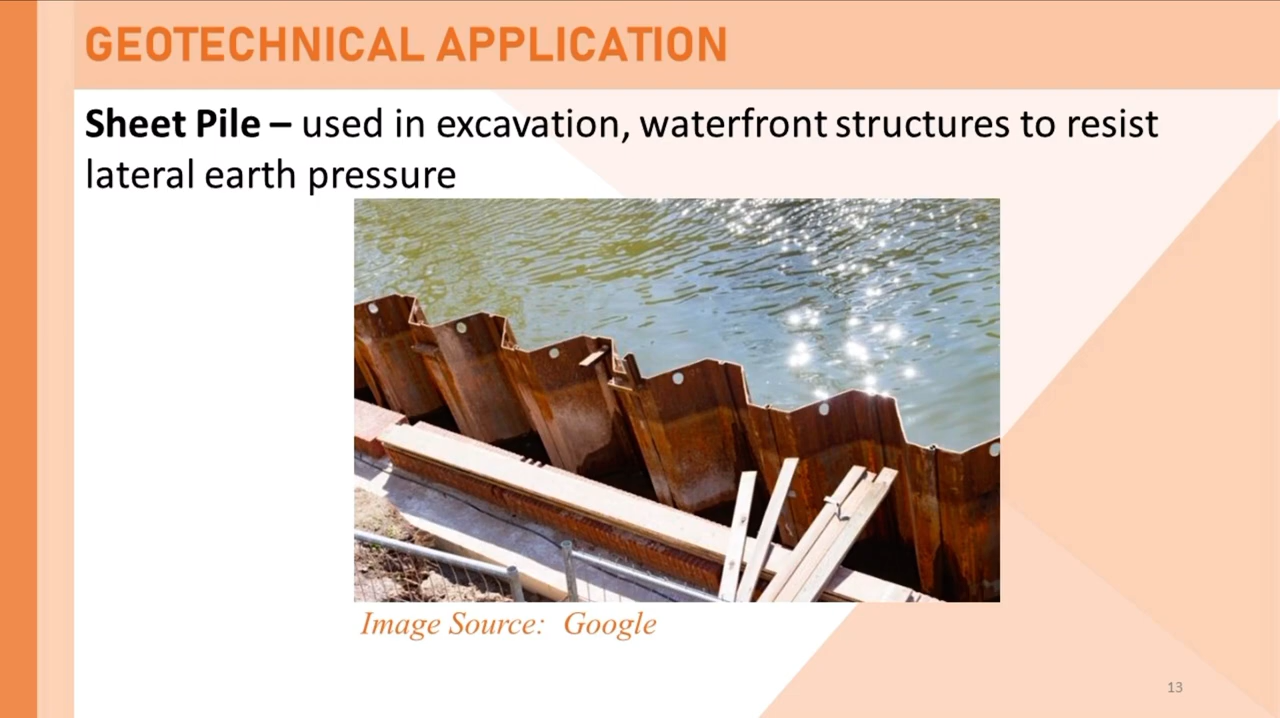 GEOTECHNICAL APPLICATION
Sheet Pile – used in excavation, waterfront structures to resist
lateral earth pressure
Image Source: Google
13